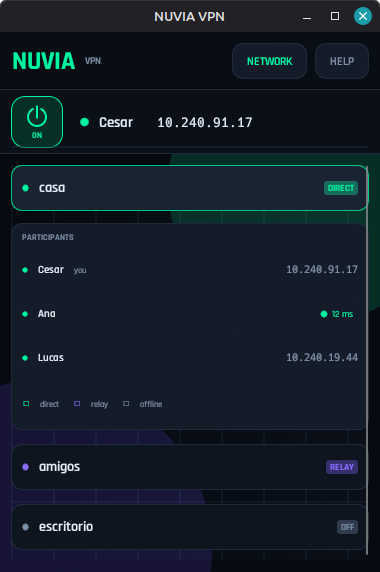 NUVIA VPN
NUVIA VPN NETWORK HELP
ON Cesar 10.240.91.17
casa DIRECT
PARTICIPANTS
Cesar you 10.240.91.17
Ana 12 ms
Lucas 10.240.19.44
direct relay offline
amigos RELAY
escritorio OFF